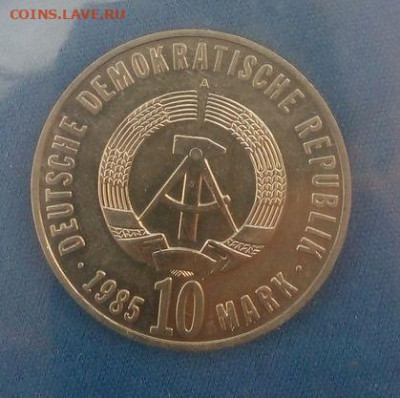 COINS.LAVE.RU
A
DEUTSCHE DEMOKRATISCHE REPUBLIK
· 1985 10 MARK ·